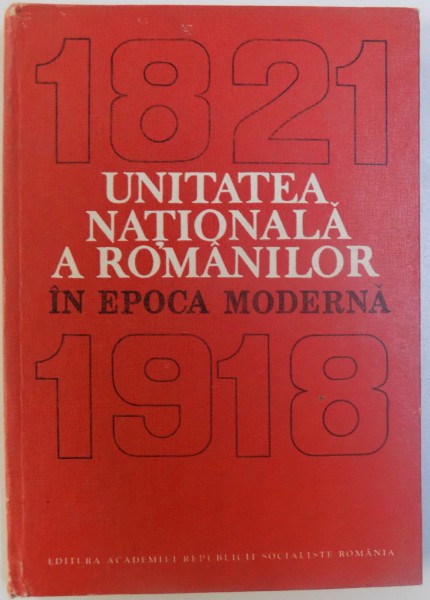 1821
UNITATEA
NAȚIONALĂ
A ROMÂNILOR
ÎN EPOCA MODERNĂ
1918
EDITURA ACADEMIEI REPUBLICII SOCIALISTE ROMÂNIA